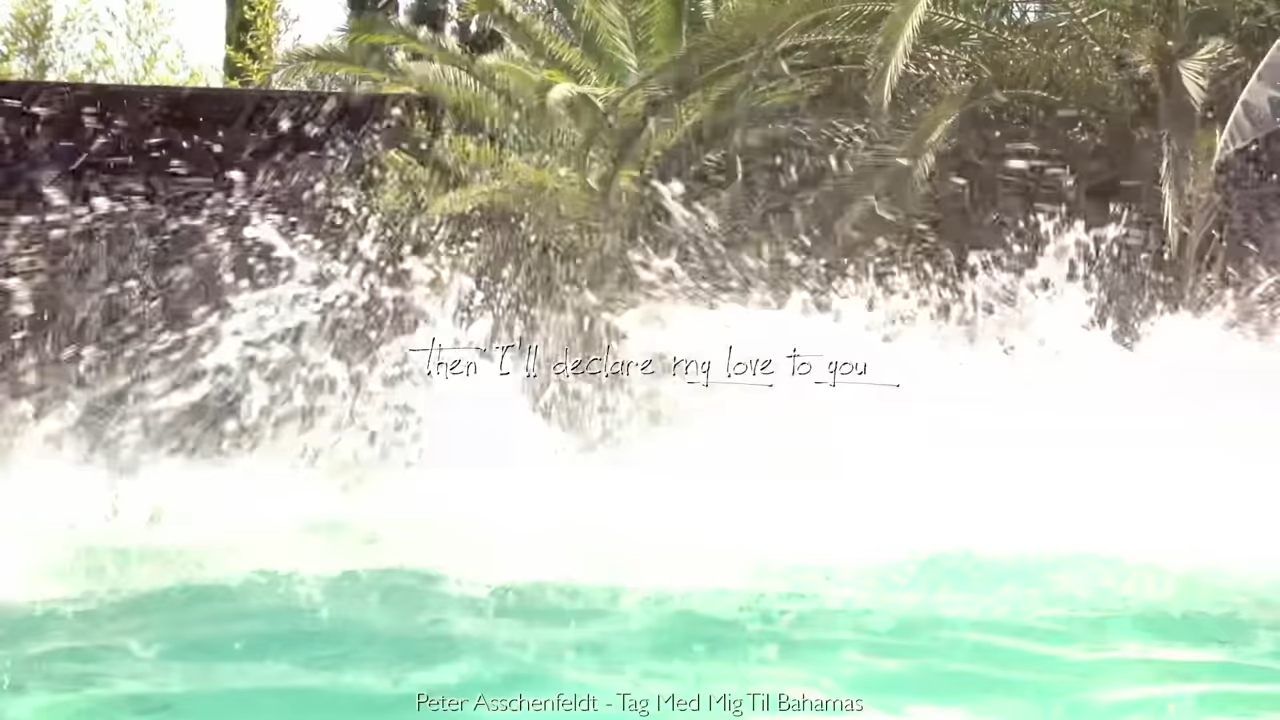 then I'll declare my love to you
Peter Asschenfeldt - Tag Med Mig Til Bahamas